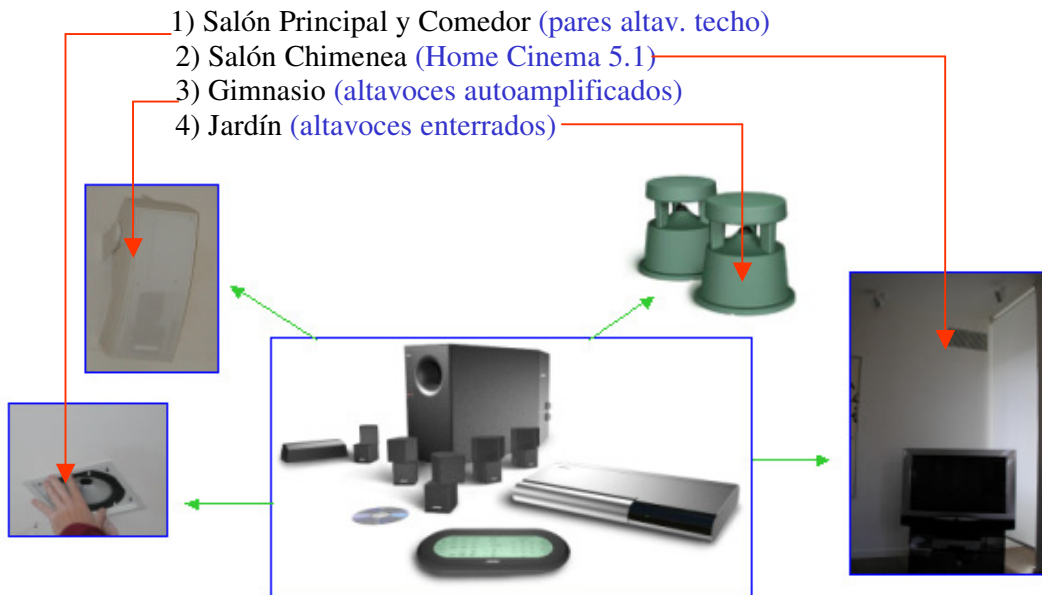 1) Salón Principal y Comedor (pares altav. techo)
2) Salón Chimenea (Home Cinema 5.1)
3) Gimnasio (altavoces autoamplificados)
4) Jardín (altavoces enterrados)